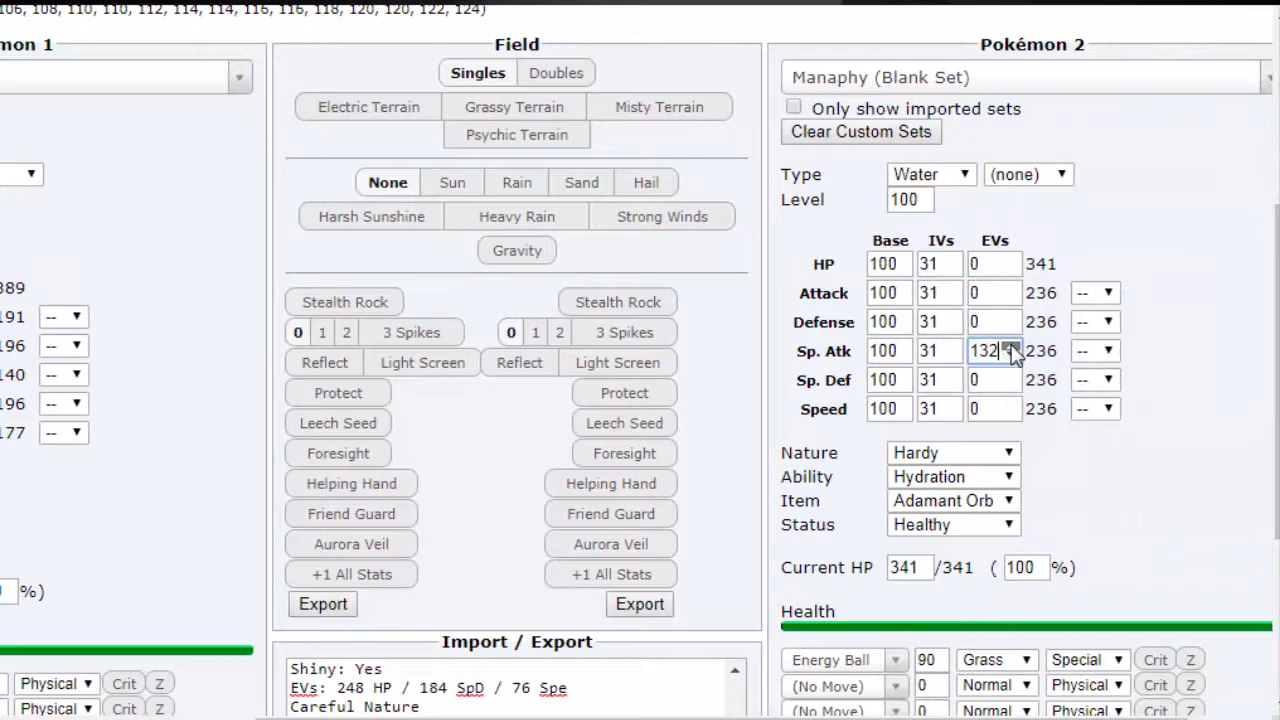 106, 108, 110, 110, 112, 114, 114, 116, 116, 118, 120, 120, 122, 124)
mon 1
Field
Pokémon 2
Singles Doubles
Manaphy (Blank Set)
Electric Terrain Grassy Terrain Misty Terrain
Only show imported sets
Psychic Terrain
Clear Custom Sets
Type Water (none)
None Sun Rain Sand Hail
Level 100
Harsh Sunshine Heavy Rain Strong Winds
Base IVs EVs
Gravity
HP 100 31 0 341
389
Attack 100 31 0 236 --
Stealth Rock Stealth Rock
191 --
Defense 100 31 0 236 --
0 1 2 3 Spikes 0 1 2 3 Spikes
196 --
Sp. Atk 100 31 132 236 --
Reflect Light Screen Reflect Light Screen
140 --
Sp. Def 100 31 0 236 --
Protect Protect
196 --
Speed 100 31 0 236 --
Leech Seed Leech Seed
177 --
Foresight Foresight
Nature Hardy
Helping Hand Helping Hand
Ability Hydration
Item Adamant Orb
Friend Guard Friend Guard
Status Healthy
Aurora Veil Aurora Veil
Current HP 341 /341 ( 100 %)
+1 All Stats +1 All Stats
%)
Export Export
Health
Import / Export
Energy Ball 90 Grass Special Crit Z
Shiny: Yes
Physical Crit Z
EVs: 248 HP / 184 SpD / 76 Spe
(No Move) 0 Normal Physical Crit Z
Careful Nature
Physical Crit Z
(No Move) 0 Normal Physical Crit Z